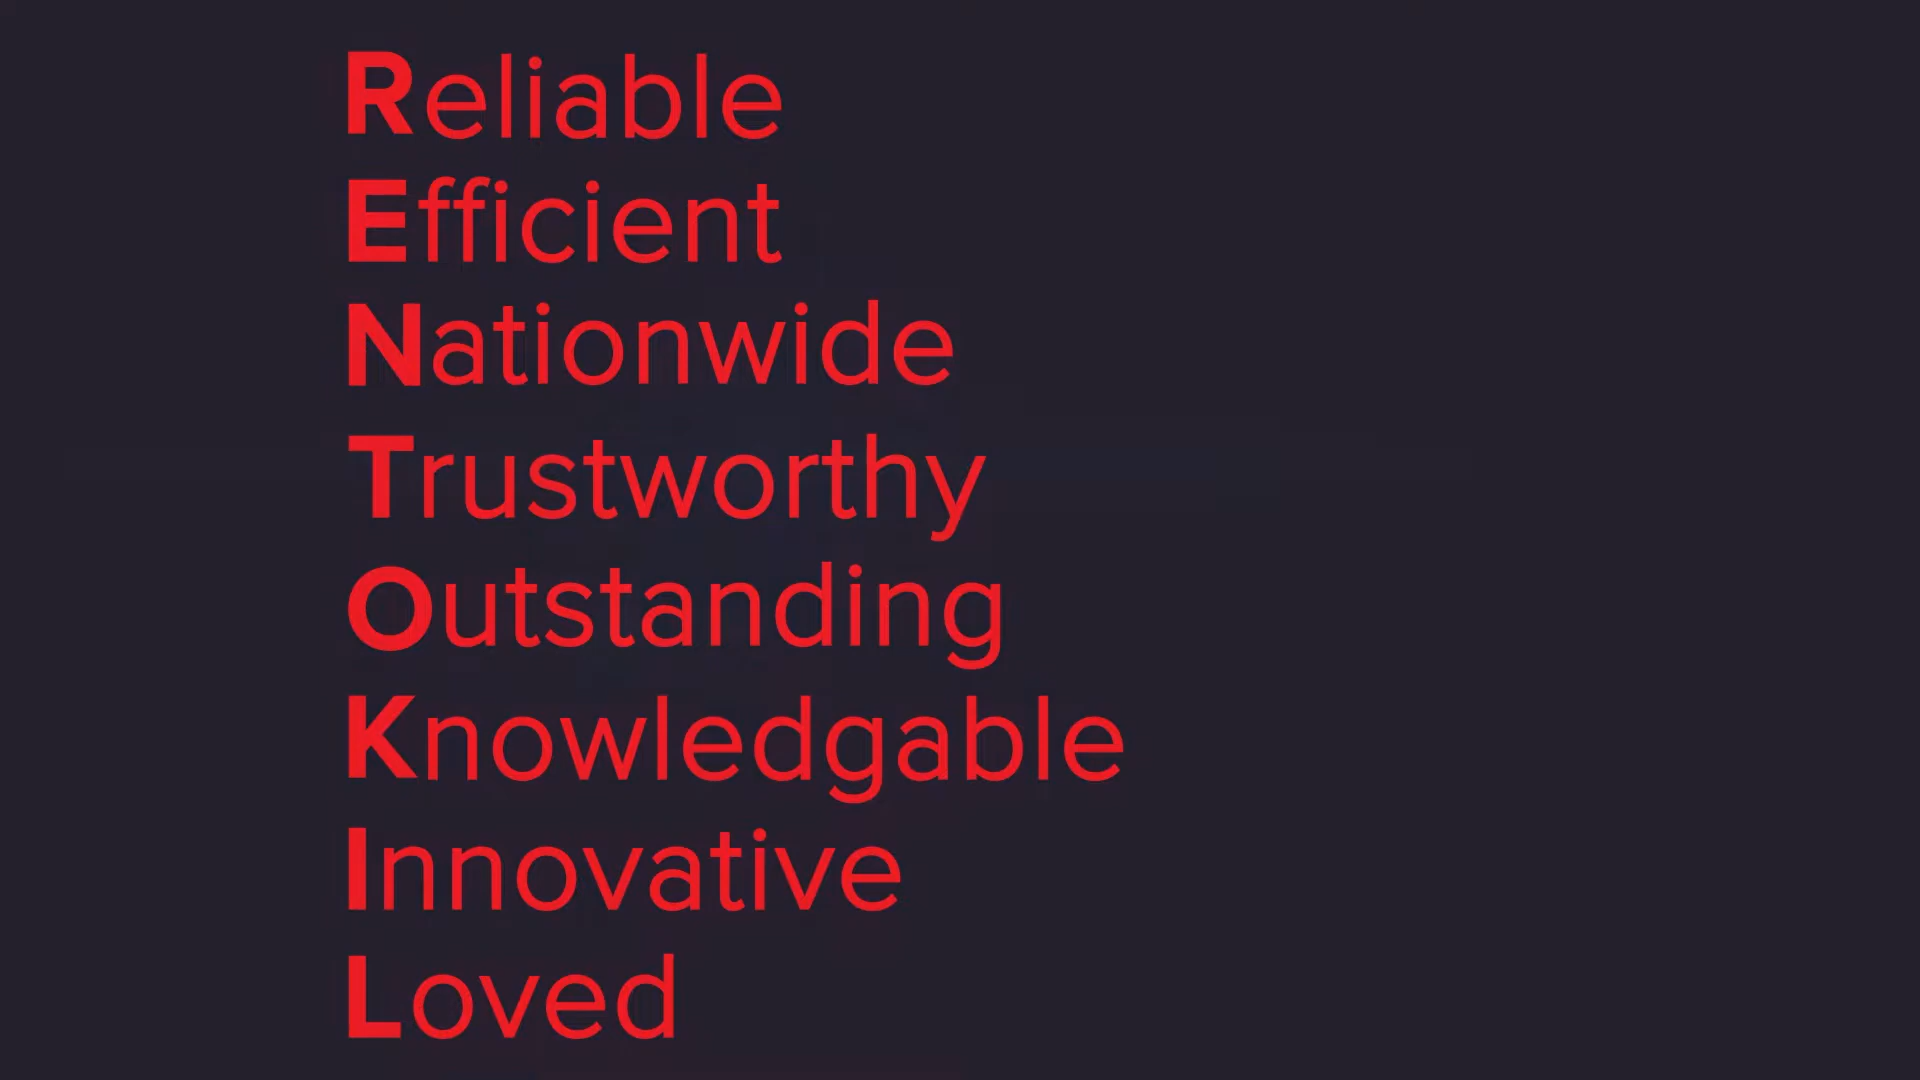 Reliable
Efficient
Nationwide
Trustworthy
Outstanding
Knowledgable
Innovative
Loved